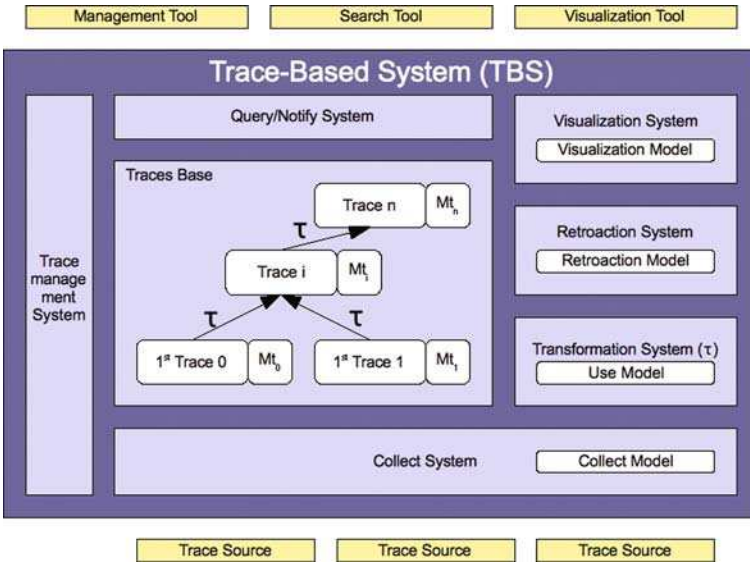 Management Tool
Search Tool
Visualization Tool
Trace-Based System (TBS)
Trace
manage
ment
System
Query/Notify System
Traces Base
Trace n
Mtₙ
τ
Trace i
Mtᵢ
τ
τ
1ˢᵗ Trace 0
Mt₀
1ˢᵗ Trace 1
Mt₁
Visualization System
Visualization Model
Retroaction System
Retroaction Model
Transformation System (τ)
Use Model
Collect System
Collect Model
Trace Source
Trace Source
Trace Source